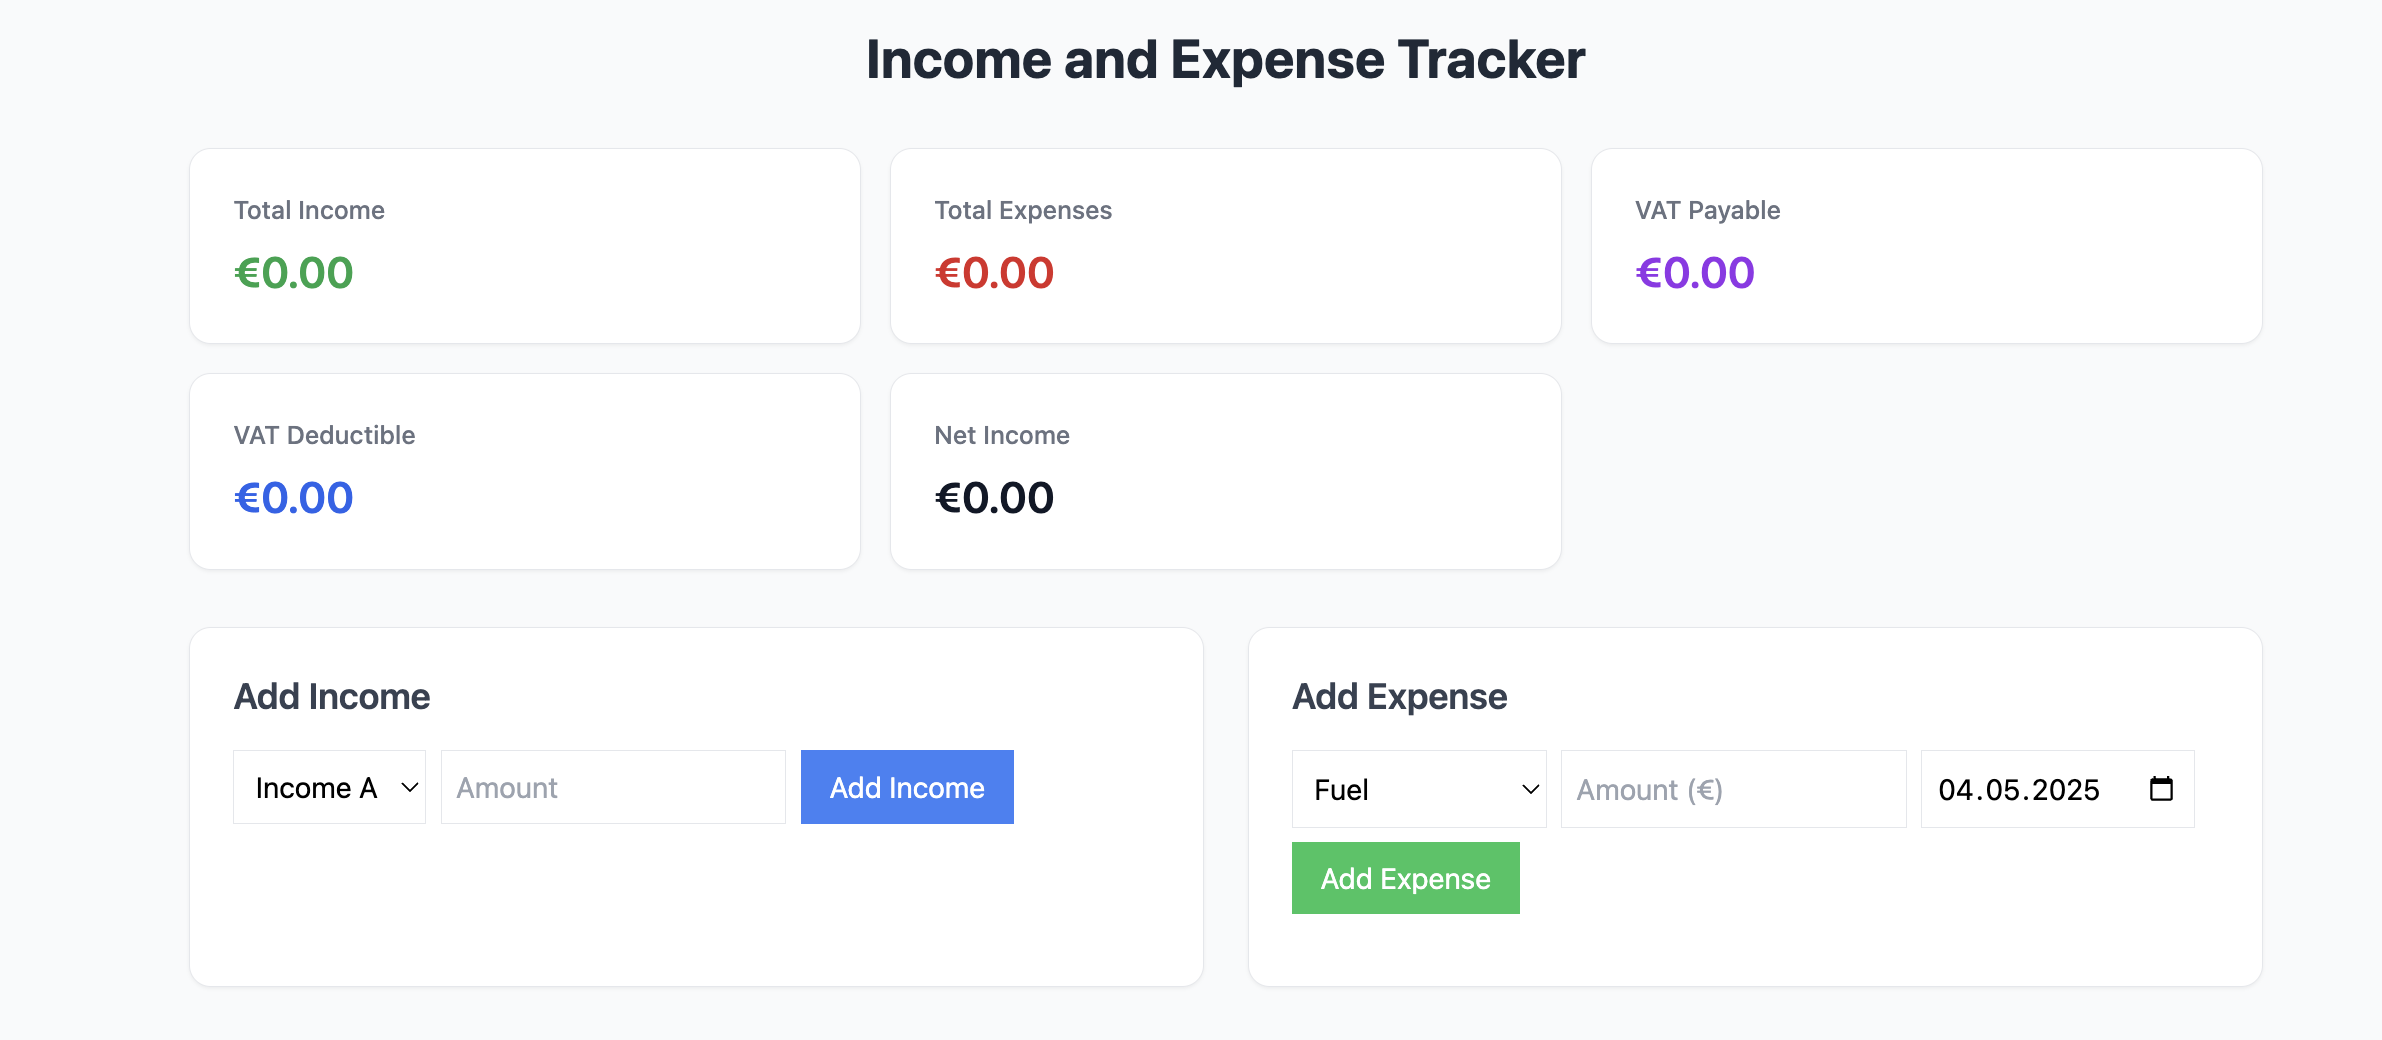 Income and Expense Tracker
Total Income
€0.00
Total Expenses
€0.00
VAT Payable
€0.00
VAT Deductible
€0.00
Net Income
€0.00
Add Income
Income A
Amount
Add Income
Add Expense
Fuel
Amount (€)
04.05.2025
Add Expense